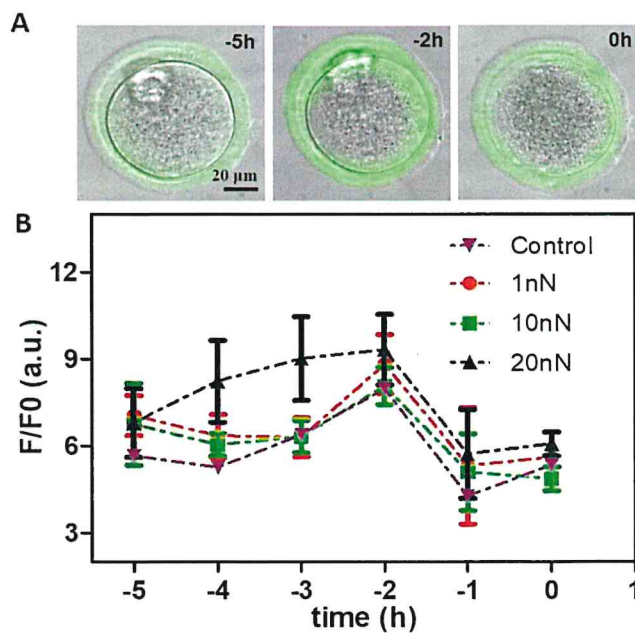 A
-5h
-2h
0h
20 μm
B
F/F0 (a.u.)
12
9
6
3
Control
1nN
10nN
20nN
-5 -4 -3 -2 -1 0 1
time (h)